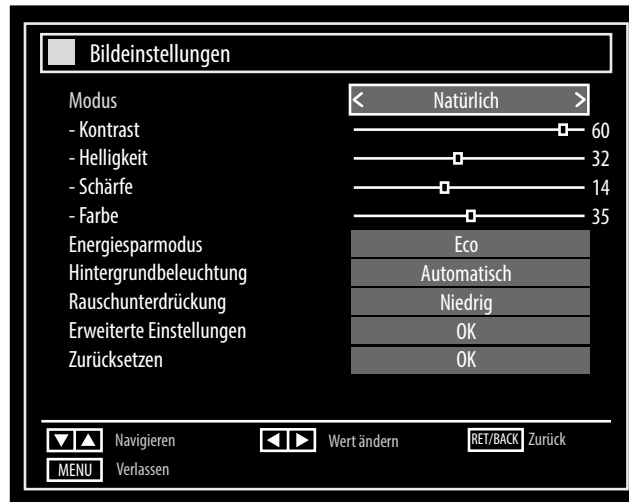 Bildeinstellungen
Modus < Natürlich >
- Kontrast 60
- Helligkeit 32
- Schärfe 14
- Farbe 35
Energiesparmodus Eco
Hintergrundbeleuchtung Automatisch
Rauschunterdrückung Niedrig
Erweiterte Einstellungen OK
Zurücksetzen OK
Navigieren Wert ändern RET/BACK Zurück
MENU Verlassen